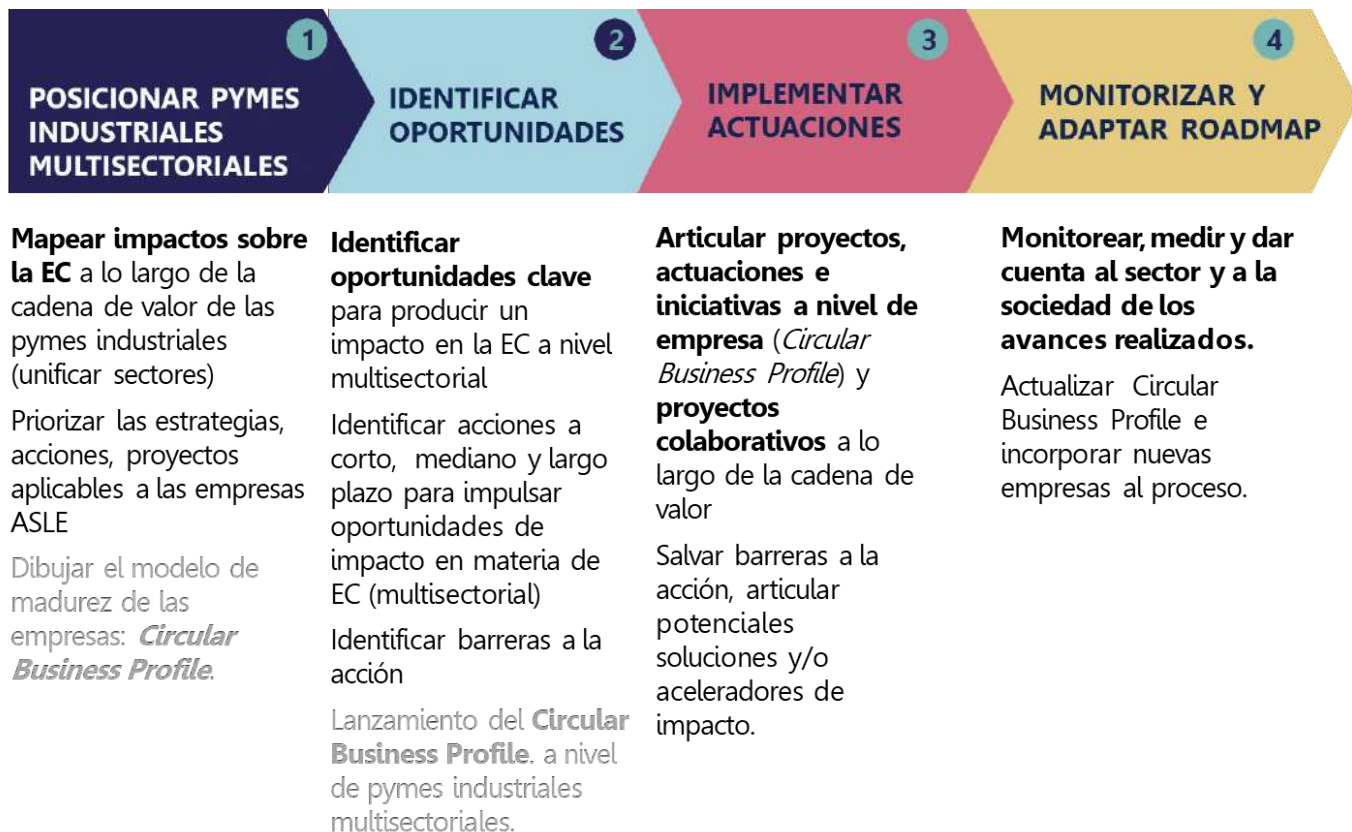 1
POSICIONAR PYMES
INDUSTRIALES
MULTISECTORIALES
2
IDENTIFICAR
OPORTUNIDADES
3
IMPLEMENTAR
ACTUACIONES
4
MONITORIZAR Y
ADAPTAR ROADMAP
Mapear impactos sobre
la EC a lo largo de la
cadena de valor de las
pymes industriales
(unificar sectores)
Priorizar las estrategias,
acciones, proyectos
aplicables a las empresas
ASLE
Dibujar el modelo de
madurez de las
empresas: Circular
Business Profile.
Identificar
oportunidades clave
para producir un
impacto en la EC a nivel
multisectorial
Identificar acciones a
corto, mediano y largo
plazo para impulsar
oportunidades de
impacto en materia de
EC (multisectorial)
Identificar barreras a la
acción
Lanzamiento del Circular
Business Profile. a nivel
de pymes industriales
multisectoriales.
Articular proyectos,
actuaciones e
iniciativas a nivel de
empresa (Circular
Business Profile) y
proyectos
colaborativos a lo
largo de la cadena de
valor
Salvar barreras a la
acción, articular
potenciales
soluciones y/o
aceleradores de
impacto.
Monitorear, medir y dar
cuenta al sector y a la
sociedad de los
avances realizados.
Actualizar Circular
Business Profile e
incorporar nuevas
empresas al proceso.